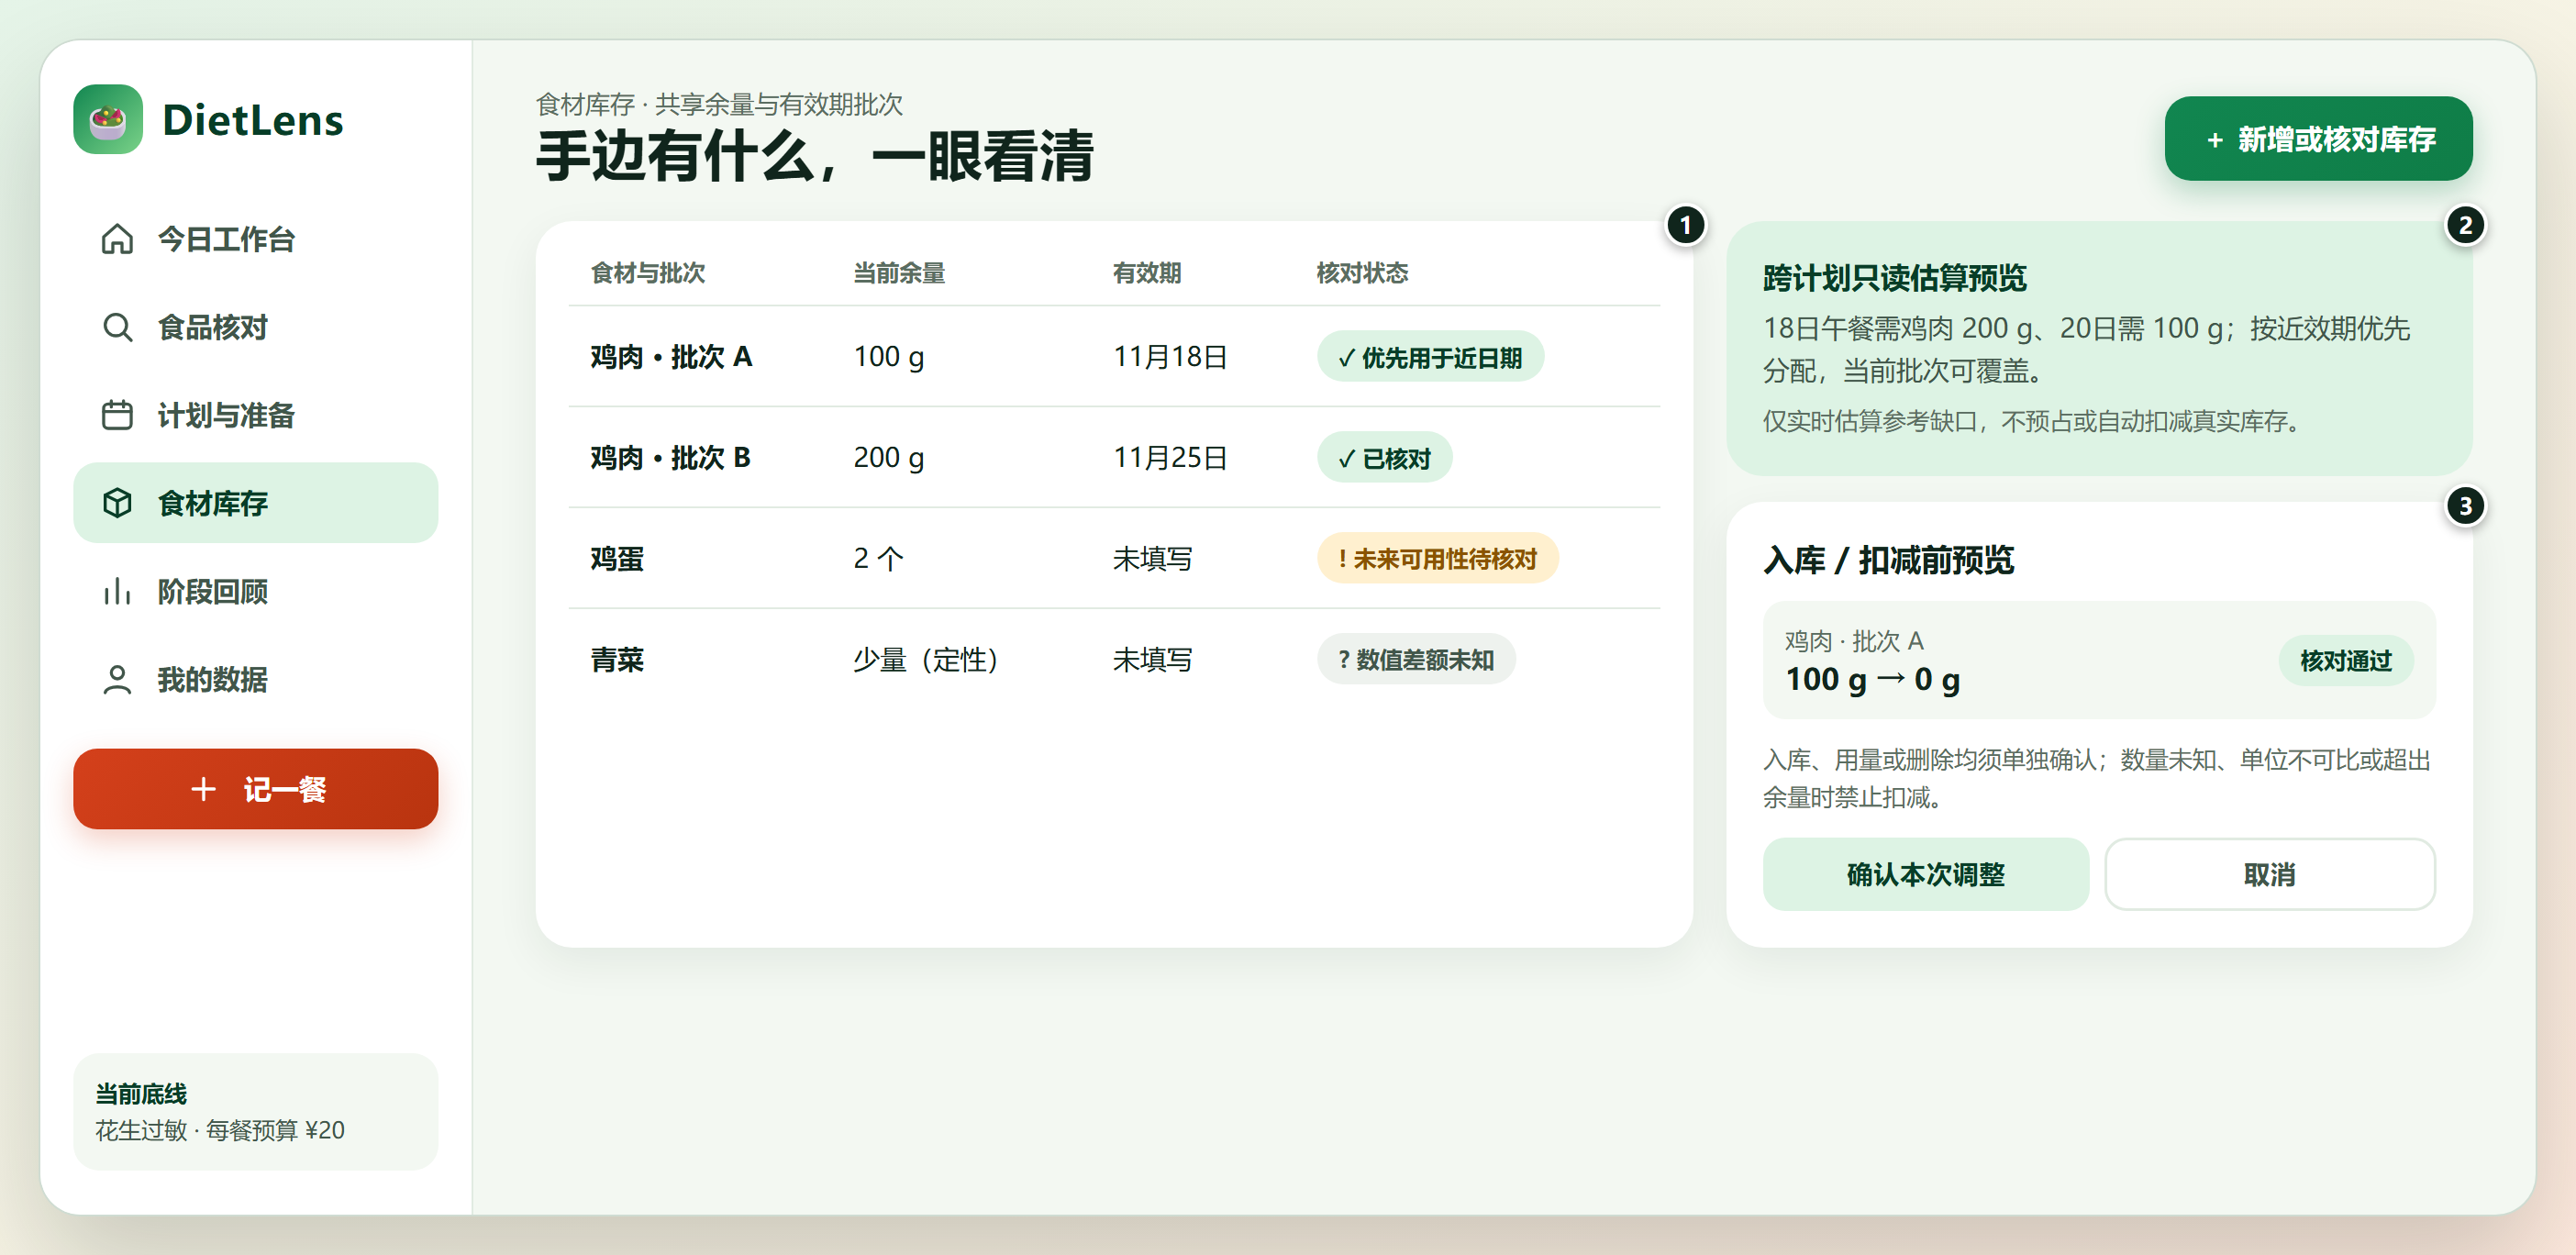 DietLens
今日工作台
食品核对
计划与准备
食材库存
阶段回顾
我的数据
＋ 记一餐
当前底线
花生过敏 · 每餐预算 ¥20
食材库存 · 共享余量与有效期批次
手边有什么，一眼看清
+ 新增或核对库存
1
食材与批次 当前余量 有效期 核对状态
鸡肉 · 批次 A 100 g 11月18日 ✓ 优先用于近日期
鸡肉 · 批次 B 200 g 11月25日 ✓ 已核对
鸡蛋 2 个 未填写 ! 未来可用性待核对
青菜 少量（定性） 未填写 ? 数值差额未知
2
跨计划只读估算预览
18日午餐需鸡肉 200 g、20日需 100 g；按近效期优先
分配，当前批次可覆盖。
仅实时估算参考缺口，不预占或自动扣减真实库存。
3
入库 / 扣减前预览
鸡肉 · 批次 A
100 g → 0 g
核对通过
入库、用量或删除均须单独确认；数量未知、单位不可比或超出
余量时禁止扣减。
确认本次调整
取消